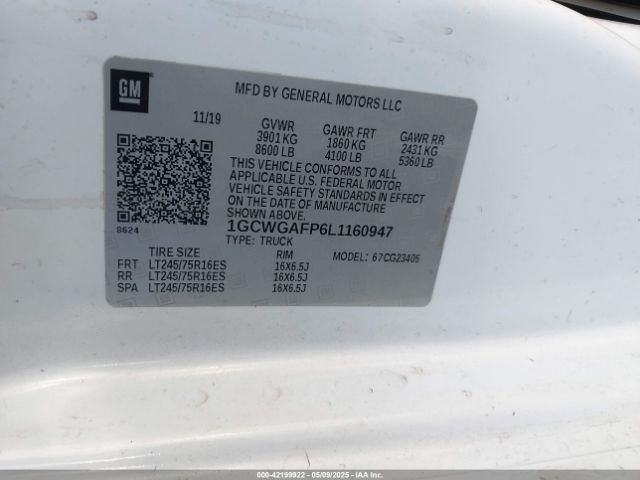 GM
MFD BY GENERAL MOTORS LLC
11/19
GVWR GAWR FRT GAWR RR
3901 KG 1860 KG 2431 KG
8600 LB 4100 LB 5360 LB
THIS VEHICLE CONFORMS TO ALL
APPLICABLE U.S. FEDERAL MOTOR
VEHICLE SAFETY STANDARDS IN EFFECT
ON THE DATE OF MANUFACTURE
SHOWN ABOVE.
8624
1GCWGAFP6L1160947
TYPE: TRUCK
TIRE SIZE RIM MODEL: 67CG23405
FRT LT245/75R16ES 16X6.5J
RR LT245/75R16ES 16X6.5J
SPA LT245/75R16ES 16X6.5J
000-42199922 - 05/09/2025 - IAAI.COM